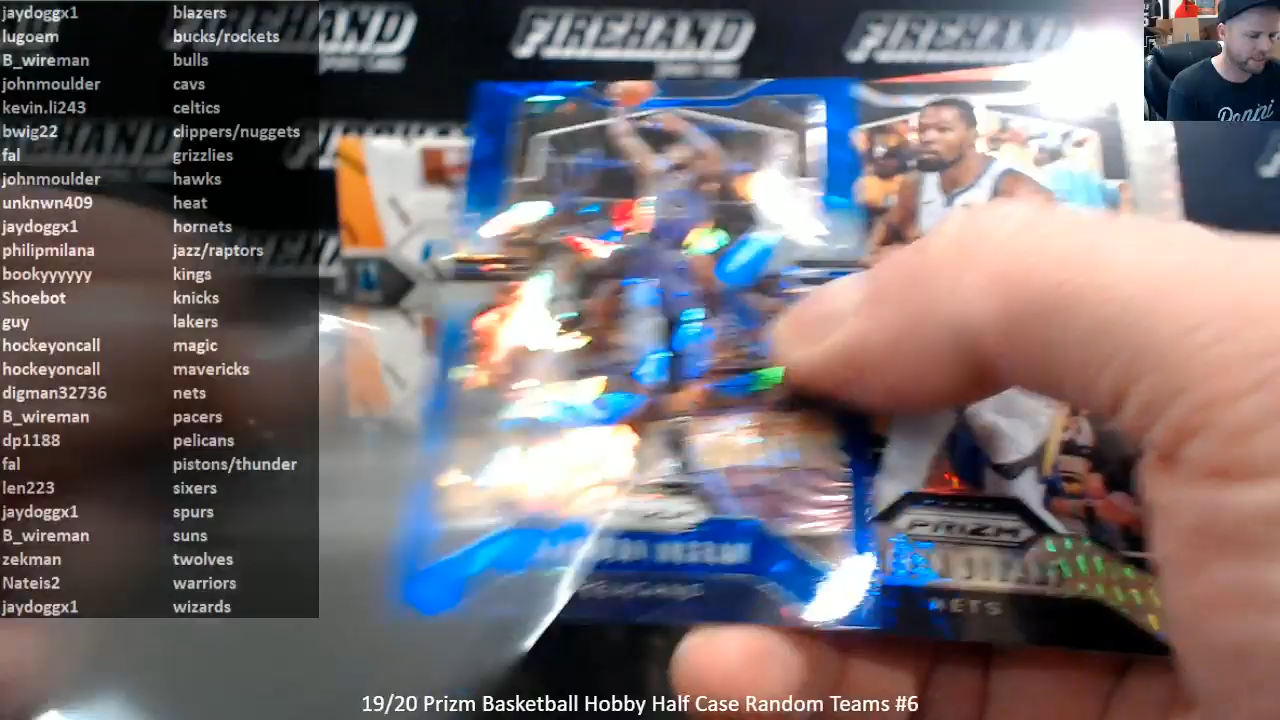 jaydoggx1 blazers
lugoem bucks/rockets
B_wireman bulls
johnmoulder cavs
kevin.li243 celtics
bwig22 clippers/nuggets
fal grizzlies
johnmoulder hawks
unknwn409 heat
jaydoggx1 hornets
philipmilana jazz/raptors
bookyyyyyy kings
Shoebot knicks
guy lakers
hockeyoncall magic
hockeyoncall mavericks
digman32736 nets
B_wireman pacers
dp1188 pelicans
fal pistons/thunder
len223 sixers
jaydoggx1 spurs
B_wireman suns
zekman twolves
Nateis2 warriors
jaydoggx1 wizards
FIREHAND FIREHAND
Panini
PRIZM
NETS
19/20 Prizm Basketball Hobby Half Case Random Teams #6